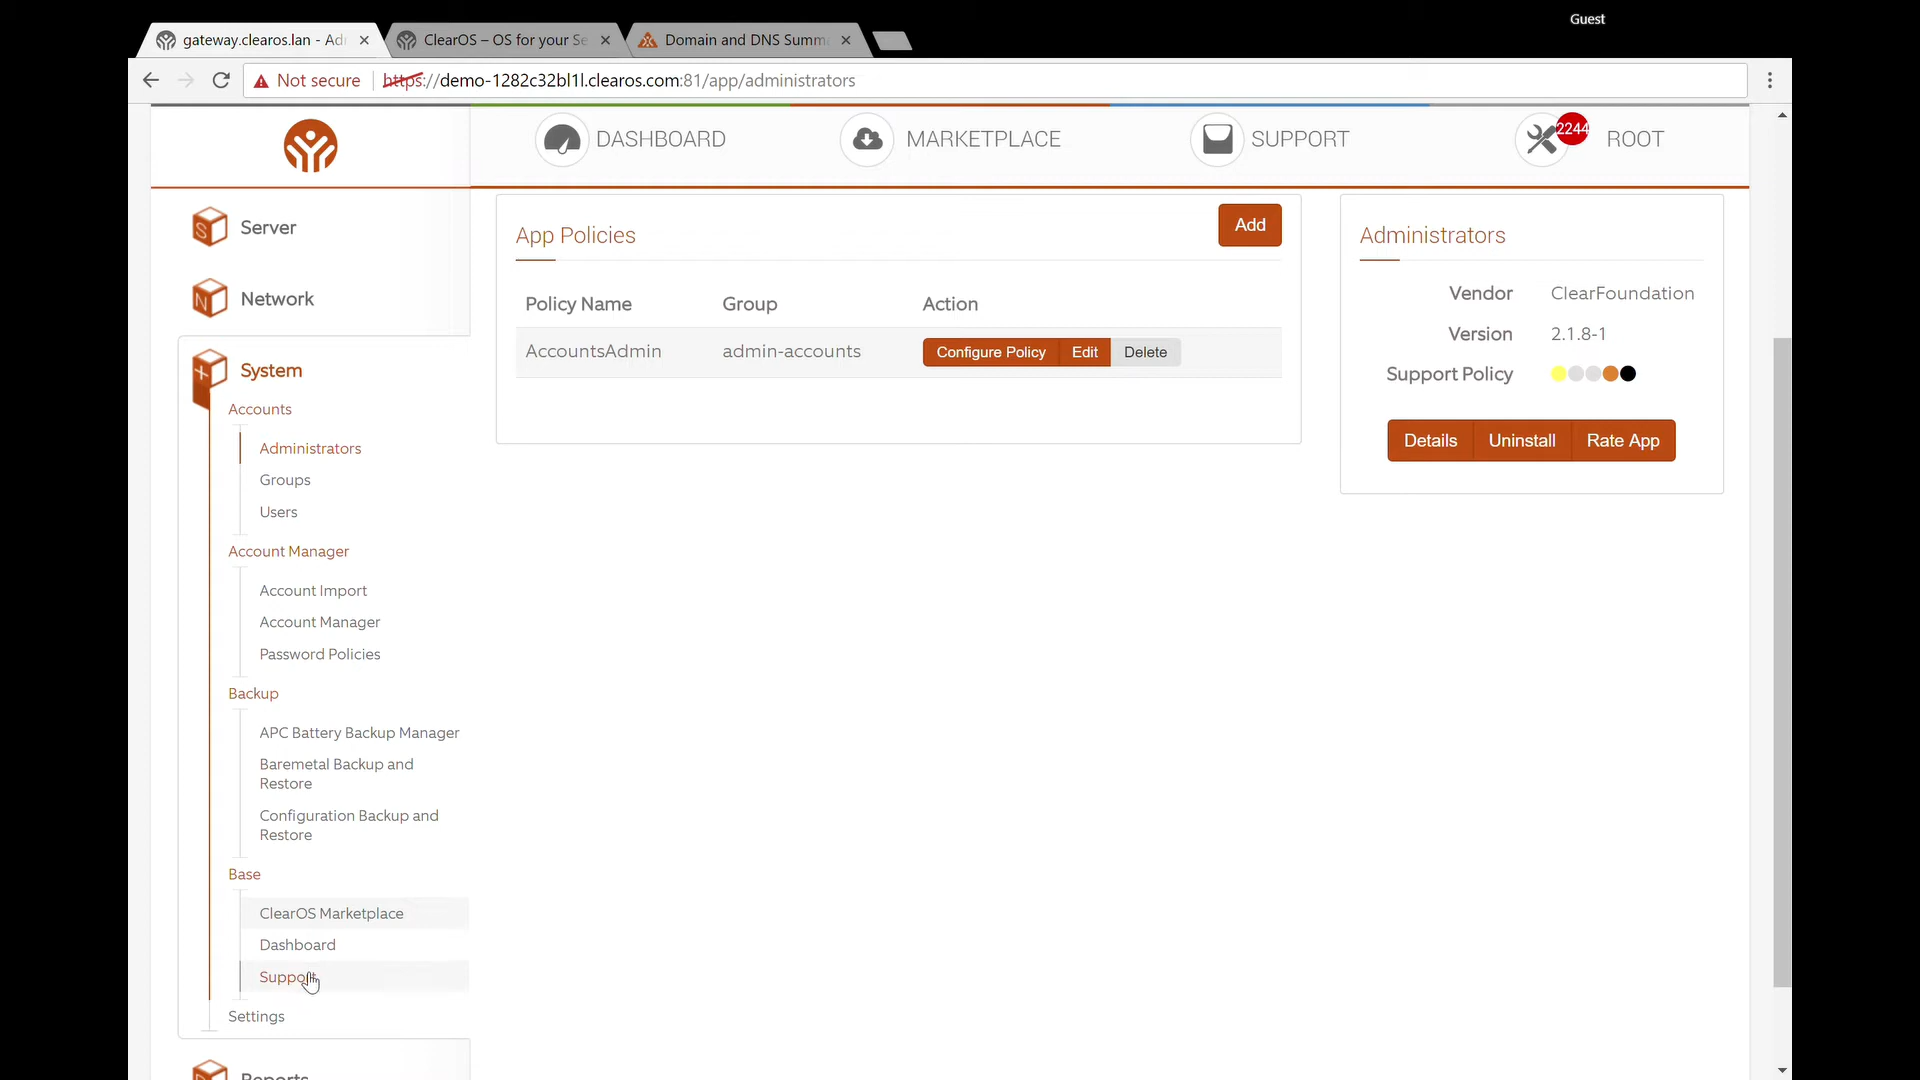 Guest
gateway.clearos.lan - Ad
ClearOS – OS for your Se
Domain and DNS Summ
Not secure
https://demo-1282c32bl1l.clearos.com:81/app/administrators
DASHBOARD
MARKETPLACE
SUPPORT
2244
ROOT
Server
Network
System
Accounts
Administrators
Groups
Users
Account Manager
Account Import
Account Manager
Password Policies
Backup
APC Battery Backup Manager
Baremetal Backup and
Restore
Configuration Backup and
Restore
Base
ClearOS Marketplace
Dashboard
Support
Settings
Reports
App Policies
Add
Policy Name Group Action
AccountsAdmin admin-accounts Configure Policy Edit Delete
Administrators
Vendor ClearFoundation
Version 2.1.8-1
Support Policy
Details Uninstall Rate App